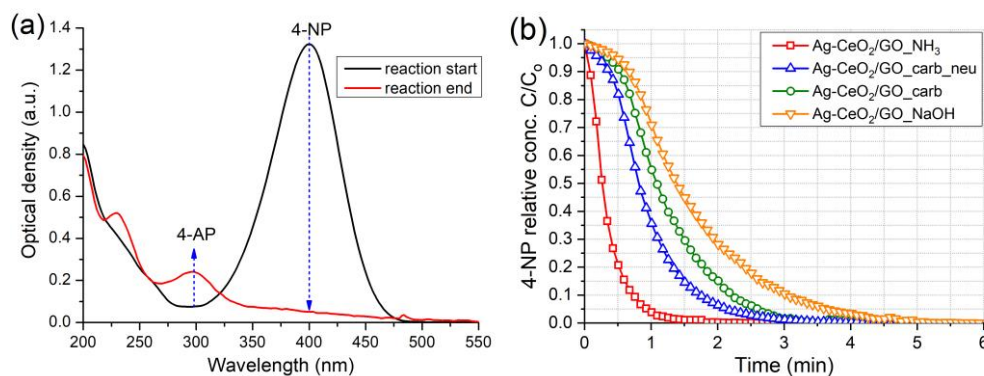 (a)
1.4
1.2
1.0
0.8
0.6
0.4
0.2
0.0
Optical density (a.u.)
4-NP
4-AP
reaction start
reaction end
200 250 300 350 400 450 500 550
Wavelength (nm)
(b)
1.0
0.9
0.8
0.7
0.6
0.5
0.4
0.3
0.2
0.1
0.0
4-NP relative conc. C/C₀
Ag-CeO₂/GO_NH₃
Ag-CeO₂/GO_carb_neu
Ag-CeO₂/GO_carb
Ag-CeO₂/GO_NaOH
0 1 2 3 4 5 6
Time (min)